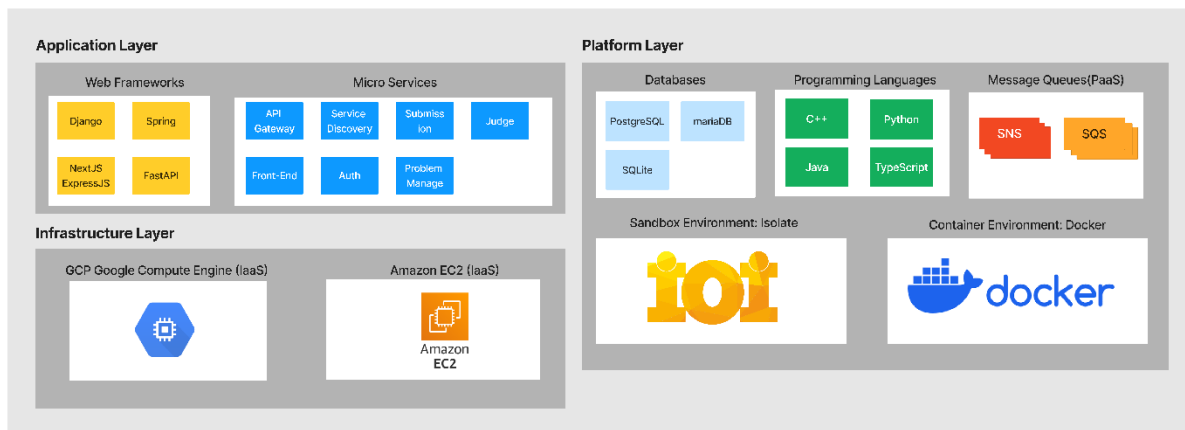 Application Layer
Web Frameworks
Django
Spring
NextJS
ExpressJS
FastAPI
Micro Services
API
Gateway
Service
Discovery
Submiss
ion
Judge
Front-End
Auth
Problem
Manage
Infrastructure Layer
GCP Google Compute Engine (IaaS)
Amazon EC2 (IaaS)
Amazon
EC2
Platform Layer
Databases
PostgreSQL
mariaDB
SQLite
Programming Languages
C++
Python
Java
TypeScript
Message Queues(PaaS)
SNS
SQS
Sandbox Environment: Isolate
ioi
Container Environment: Docker
docker